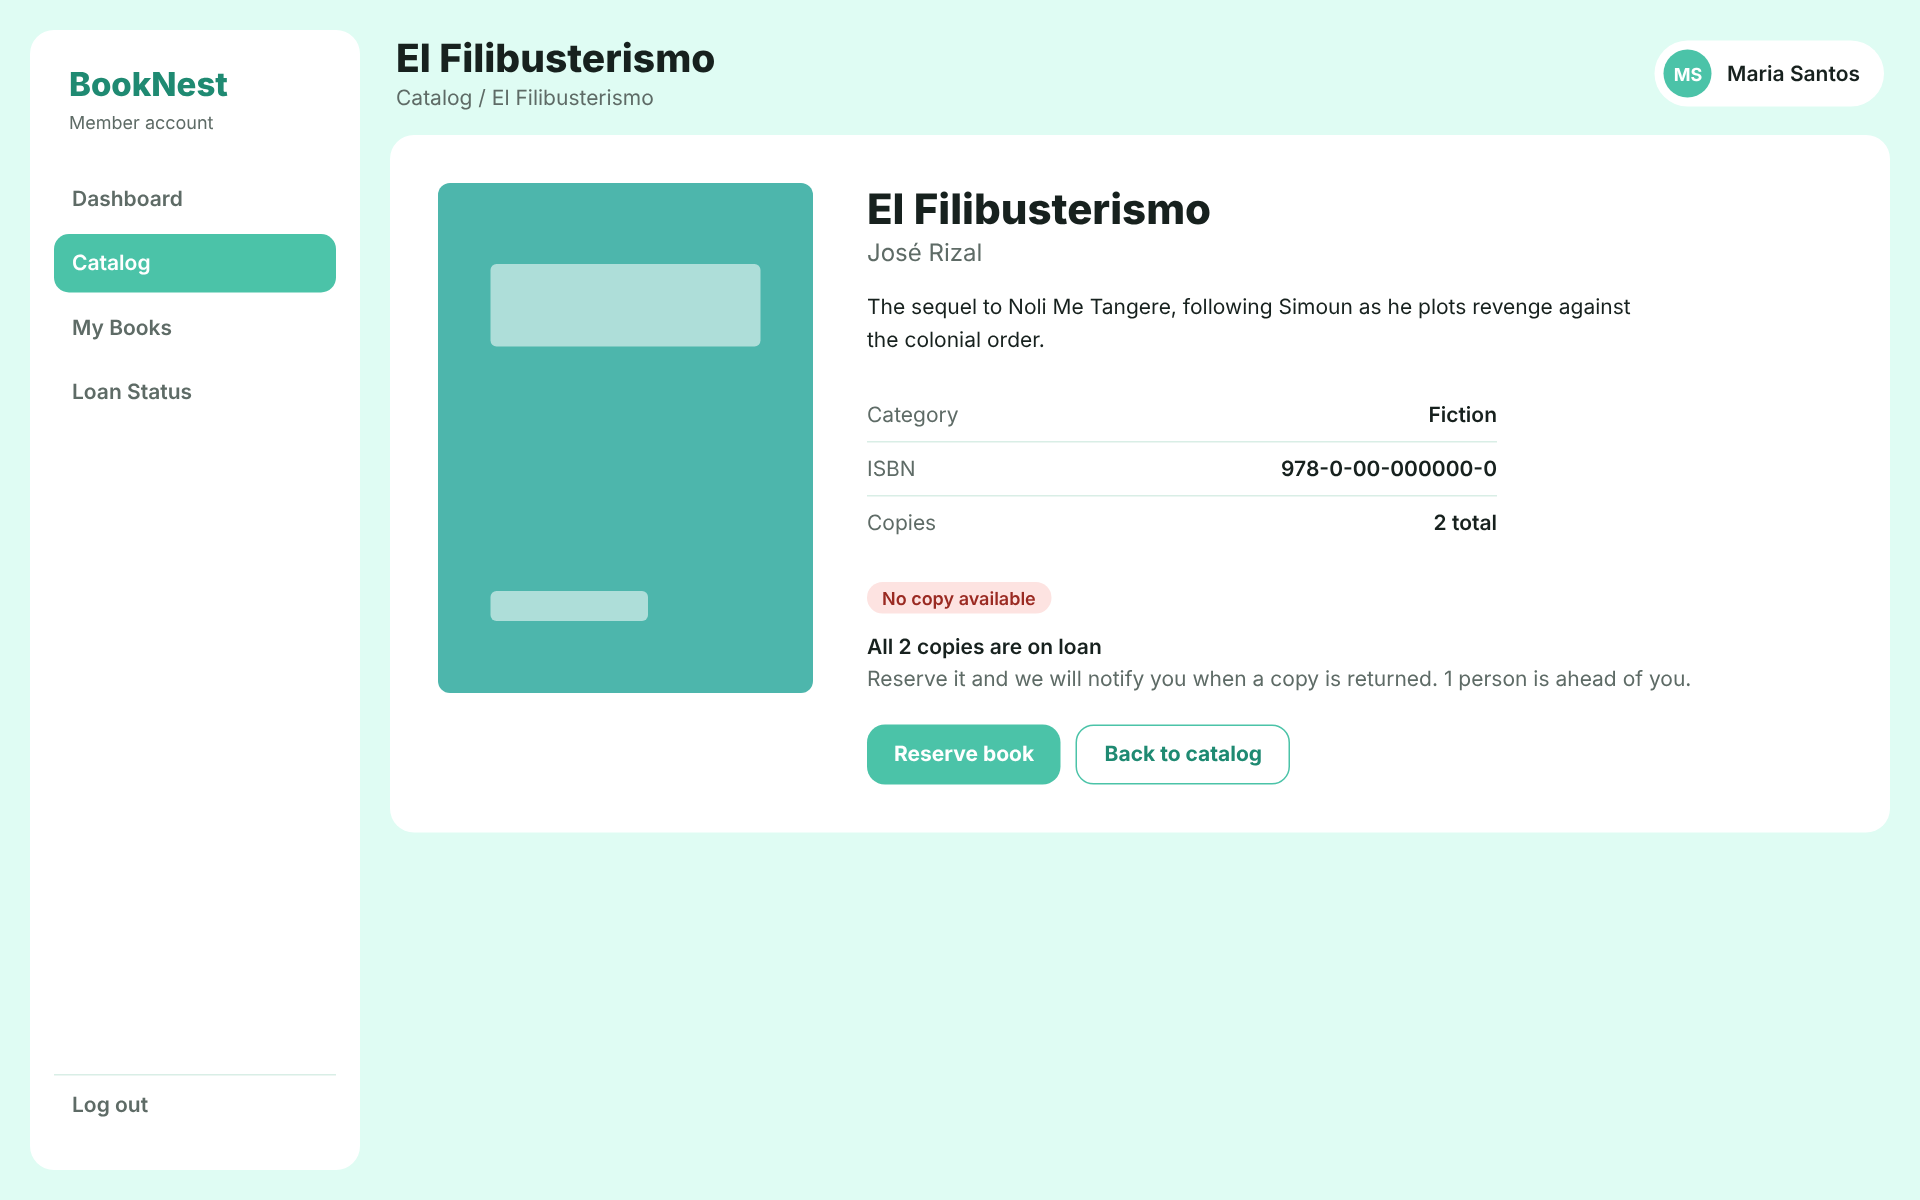 BookNest
Member account
Dashboard
Catalog
My Books
Loan Status
Log out
El Filibusterismo
Catalog / El Filibusterismo
MS
Maria Santos
El Filibusterismo
José Rizal
The sequel to Noli Me Tangere, following Simoun as he plots revenge against
the colonial order.
Category
Fiction
ISBN
978-0-00-000000-0
Copies
2 total
No copy available
All 2 copies are on loan
Reserve it and we will notify you when a copy is returned. 1 person is ahead of you.
Reserve book
Back to catalog